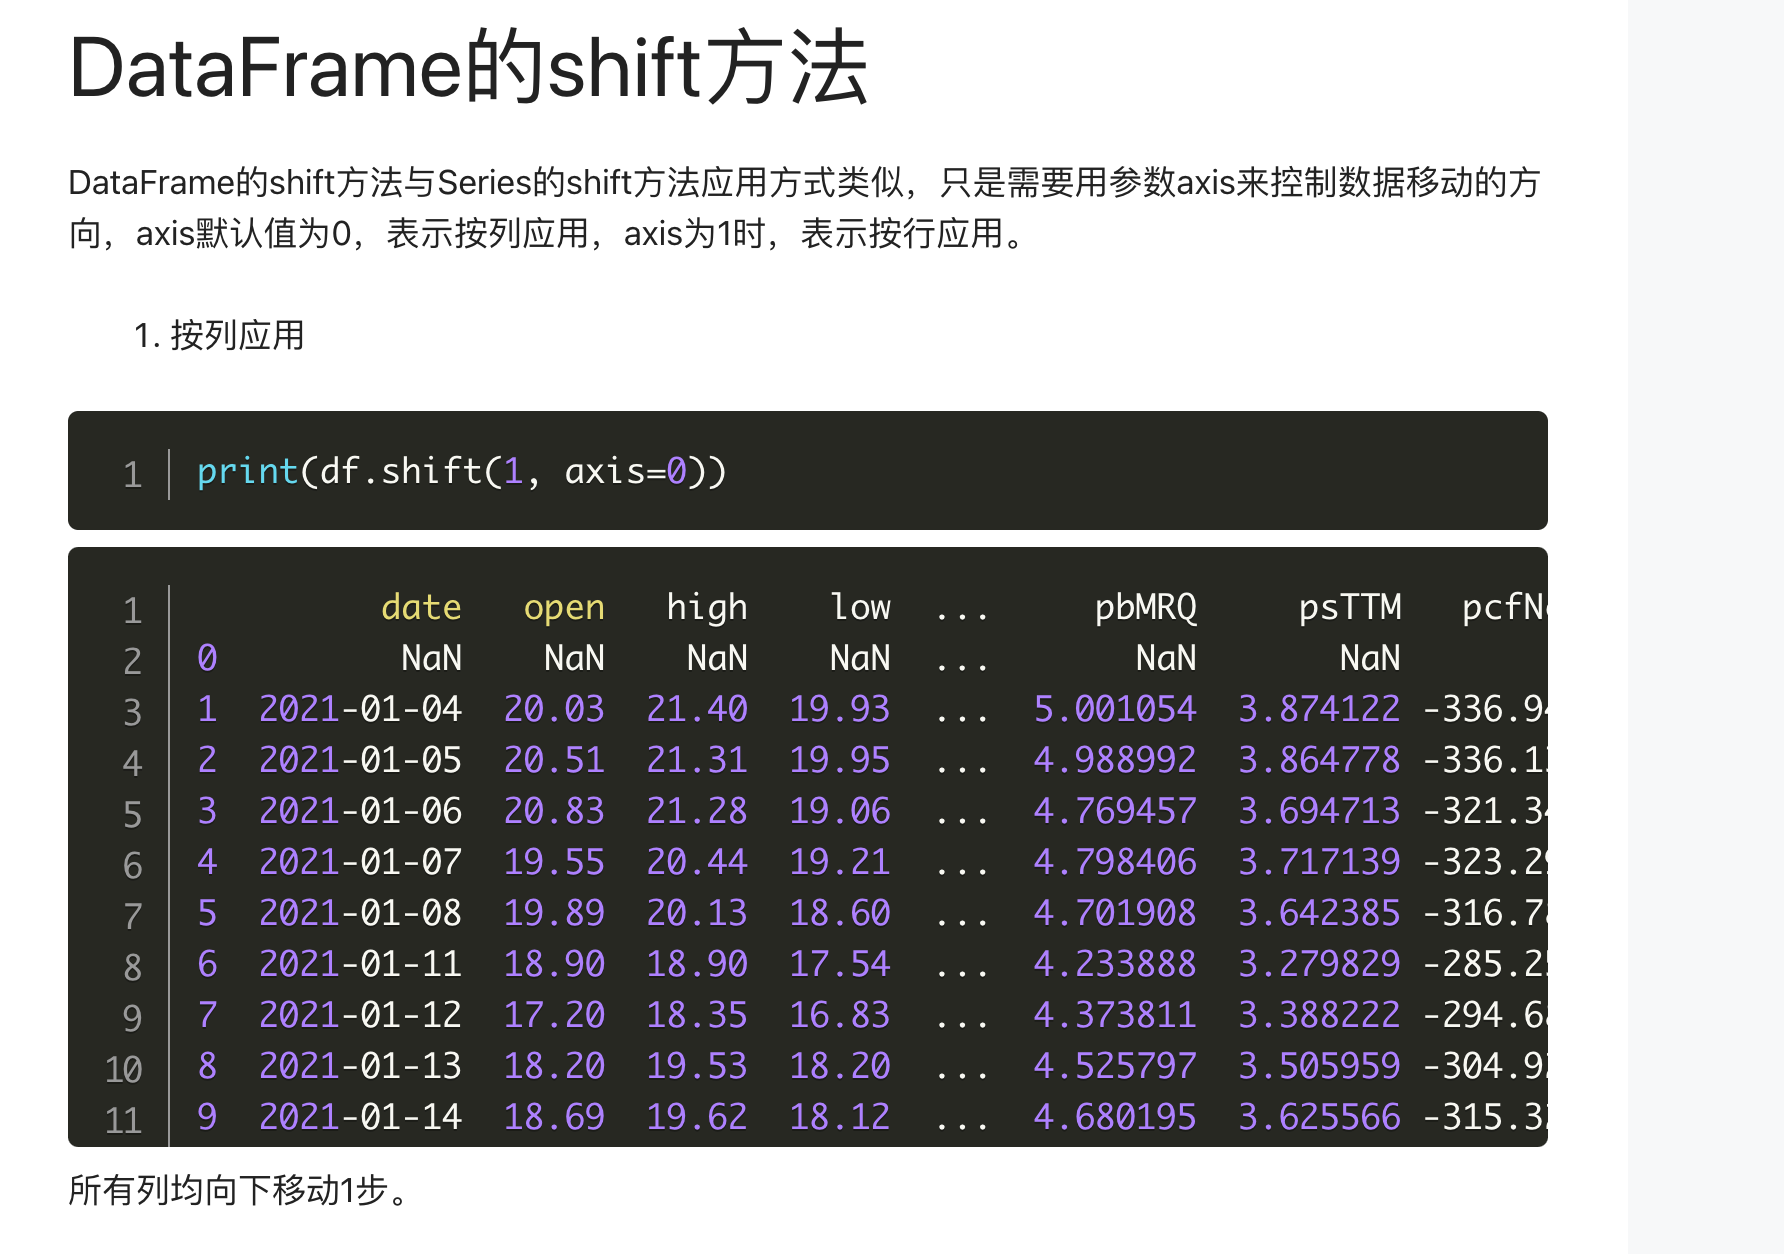 DataFrame的shift方法
DataFrame的shift方法与Series的shift方法应用方式类似，只是需要用参数axis来控制数据移动的方
向，axis默认值为0，表示按列应用，axis为1时，表示按行应用。
1. 按列应用
1 print(df.shift(1, axis=0))
1 date open high low ... pbMRQ psTTM
2 0 NaN NaN NaN NaN ... NaN NaN
3 1 2021-01-04 20.03 21.40 19.93 ... 5.001054 3.874122 -336.9
4 2 2021-01-05 20.51 21.31 19.95 ... 4.988992 3.864778 -336.1
5 3 2021-01-06 20.83 21.28 19.06 ... 4.769457 3.694713 -321.3
6 4 2021-01-07 19.55 20.44 19.21 ... 4.798406 3.717139 -323.2
7 5 2021-01-08 19.89 20.13 18.60 ... 4.701908 3.642385 -316.7
8 6 2021-01-11 18.90 18.90 17.54 ... 4.233888 3.279829 -285.2
9 7 2021-01-12 17.20 18.35 16.83 ... 4.373811 3.388222 -294.6
10 8 2021-01-13 18.20 19.53 18.20 ... 4.525797 3.505959 -304.9
11 9 2021-01-14 18.69 19.62 18.12 ... 4.680195 3.625566 -315.3
所有列均向下移动1步。